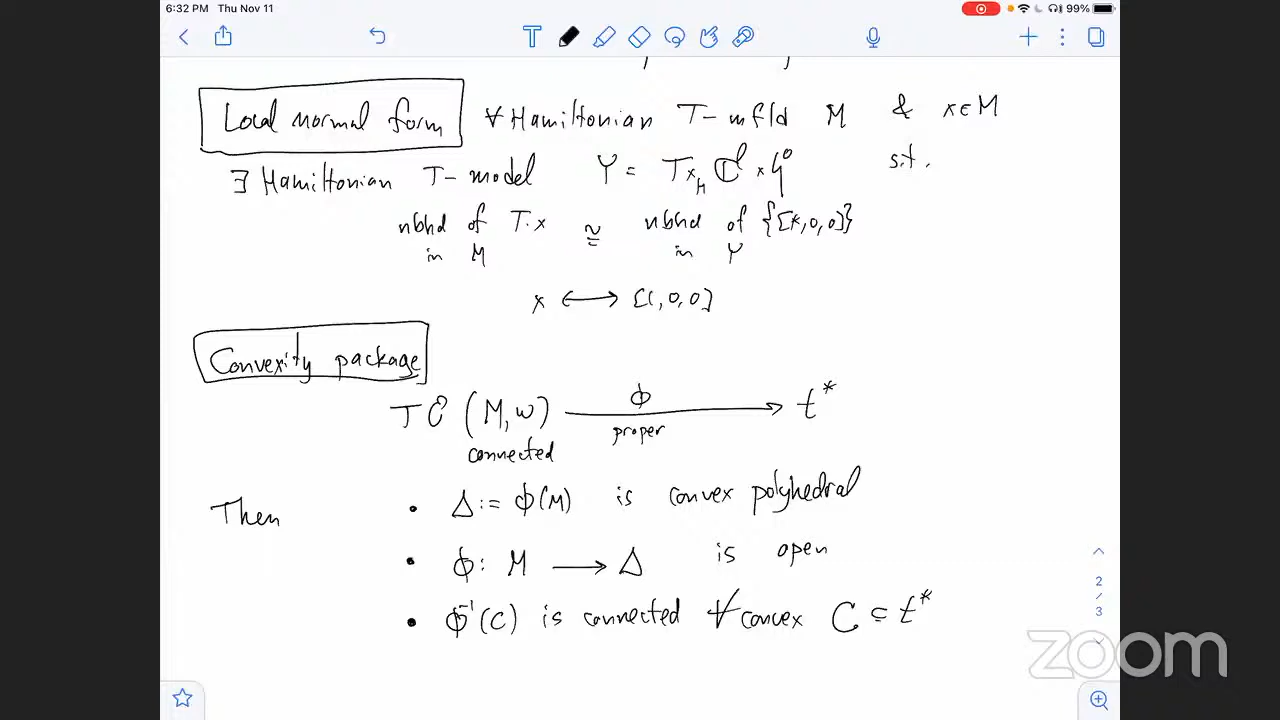 6:32 PM Thu Nov 11
99%
Local normal form ∀ Hamiltonian T-mfld M & x∈M
∃ Hamiltonian T-model Y = T×_H ℂ^l × 𝔥^0 s.t.
nbhd of T·x ≅ nbhd of {[*,0,0]}
in M in Y
x ⟷ [1,0,0]
Convexity package
T ↻ (M,ω) ⟶ t*
ϕ
connected proper
Then • Δ := ϕ(M) is convex polyhedral
• ϕ: M ⟶ Δ is open
• ϕ^{-1}(C) is connected ∀ convex C ⊆ t*
2
/
3
zoom